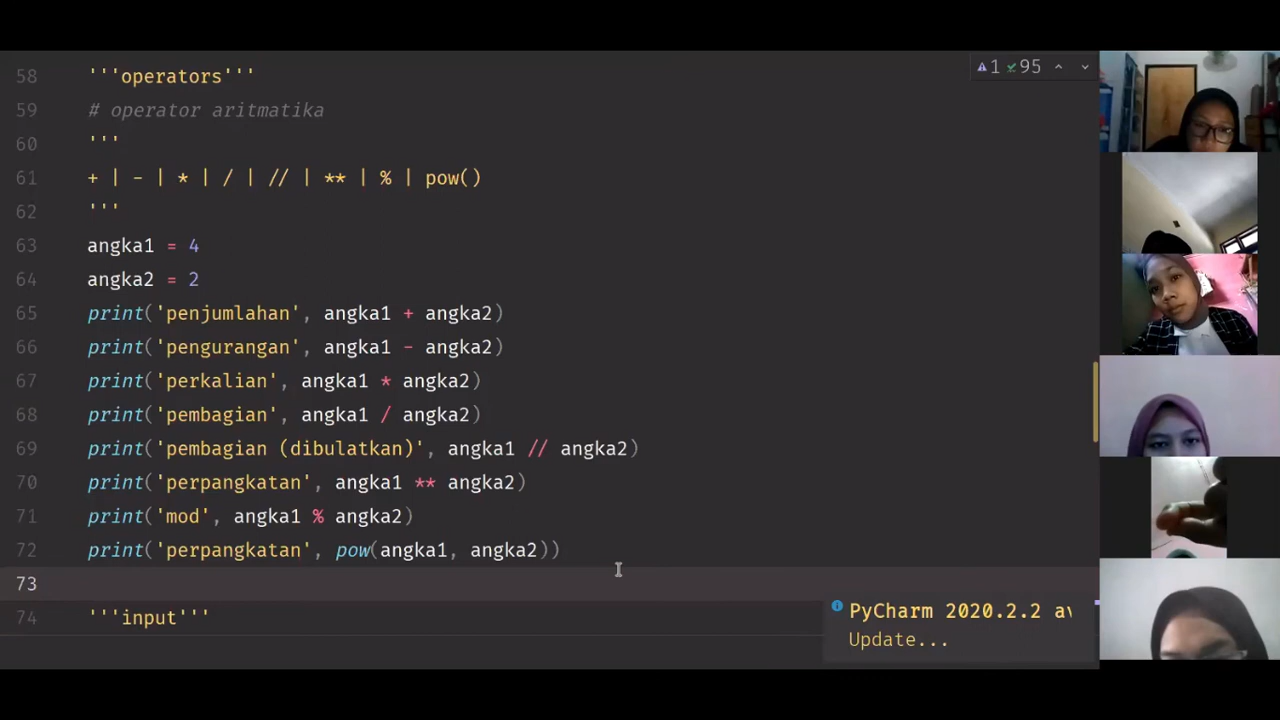 58 '''operators'''
59 # operator aritmatika
60 '''
61 + | - | * | / | // | ** | % | pow()
62 '''
63 angka1 = 4
64 angka2 = 2
65 print('penjumlahan', angka1 + angka2)
66 print('pengurangan', angka1 - angka2)
67 print('perkalian', angka1 * angka2)
68 print('pembagian', angka1 / angka2)
69 print('pembagian (dibulatkan)', angka1 // angka2)
70 print('perpangkatan', angka1 ** angka2)
71 print('mod', angka1 % angka2)
72 print('perpangkatan', pow(angka1, angka2))
73
74 '''input'''
1 95
PyCharm 2020.2.2 av
Update...